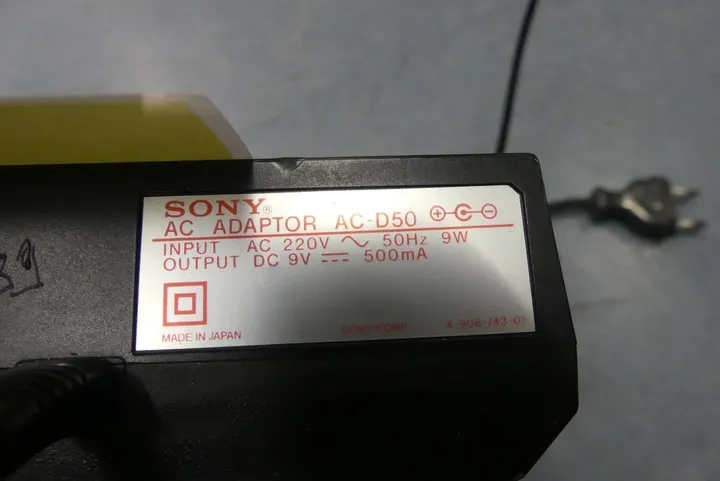 SONY®
AC ADAPTOR AC-D50
INPUT AC 220V ~ 50Hz 9W
OUTPUT DC 9V ⎓ 500mA
MADE IN JAPAN SONY CORP. 4-908-743-01